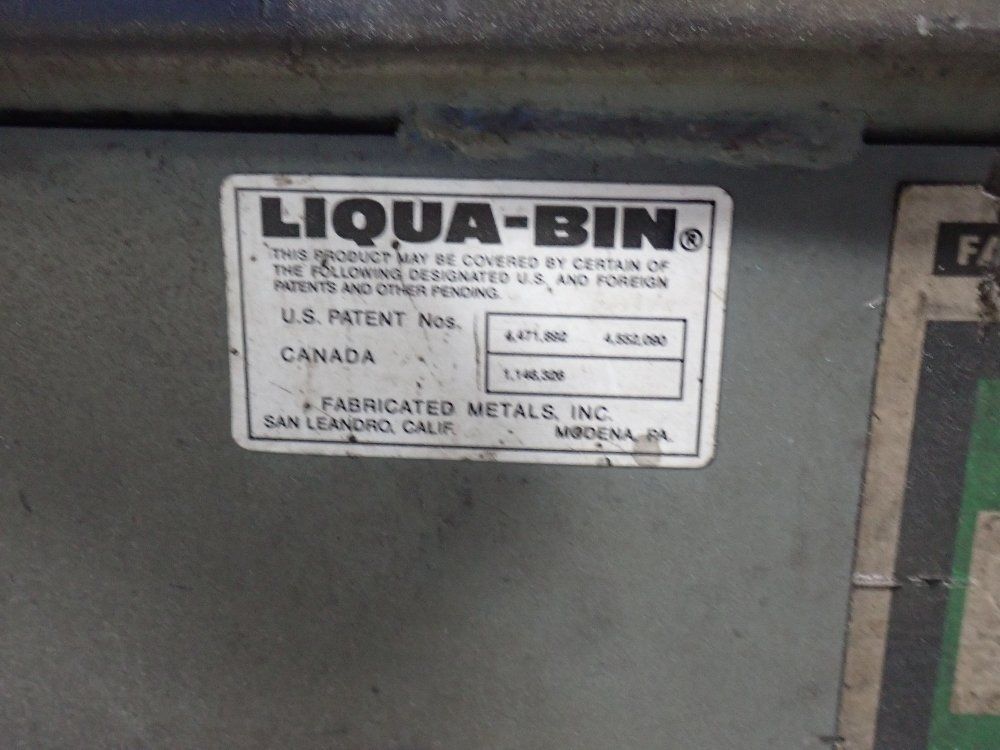 LIQUA-BIN®
THIS PRODUCT MAY BE COVERED BY CERTAIN OF
THE FOLLOWING DESIGNATED U.S. AND FOREIGN
PATENTS AND OTHER PENDING.
U.S. PATENT Nos. 4,471,892 4,552,090
CANADA 1,146,326
FABRICATED METALS, INC.
SAN LEANDRO, CALIF. MODENA, PA.
FA